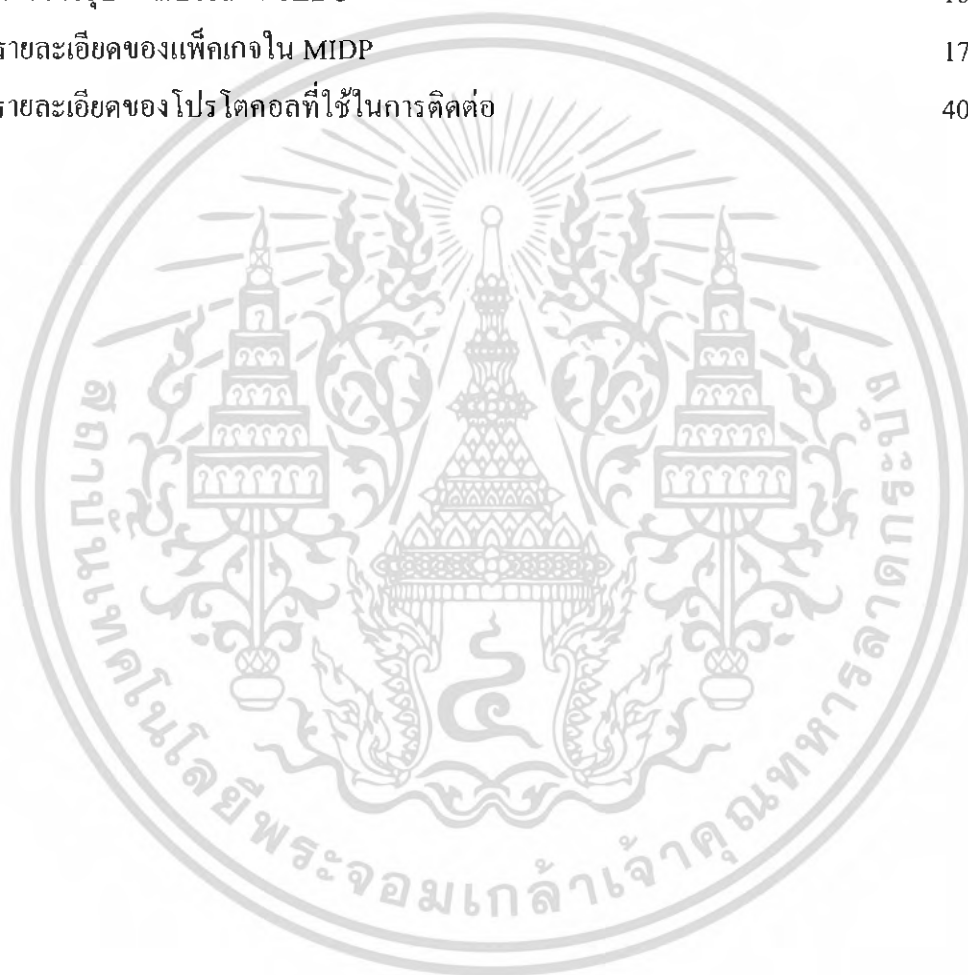 รายละเอียดของแพ็คเกจใน MIDP 17
รายละเอียดของโปรโตคอลที่ใช้ในการติดต่อ 40
สถาบันเทคโนโลยีพระจอมเกล้าเจ้าคุณทหารลาดกระบัง
๔